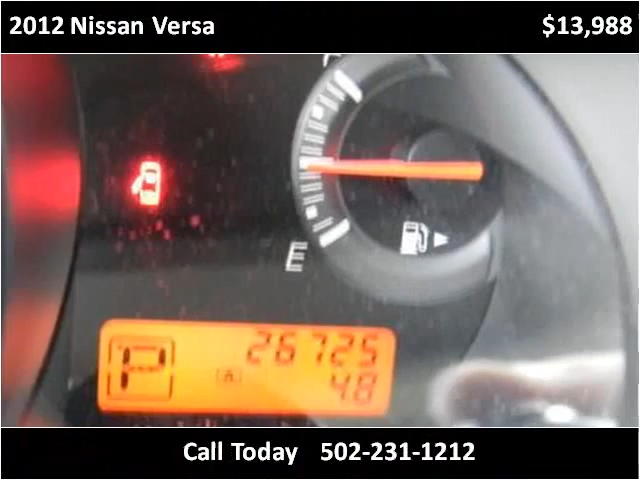 2012 Nissan Versa $13,988
E
P 26725
A 48
Call Today 502-231-1212